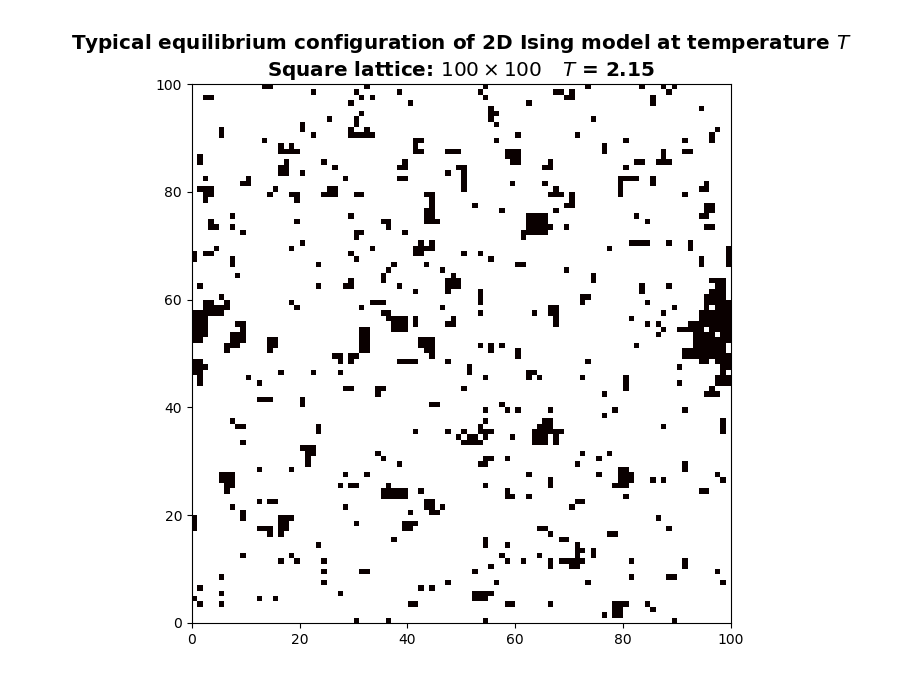 Typical equilibrium configuration of 2D Ising model at temperature T
Square lattice: 100 × 100 T = 2.15
100
80
60
40
20
0
0 20 40 60 80 100